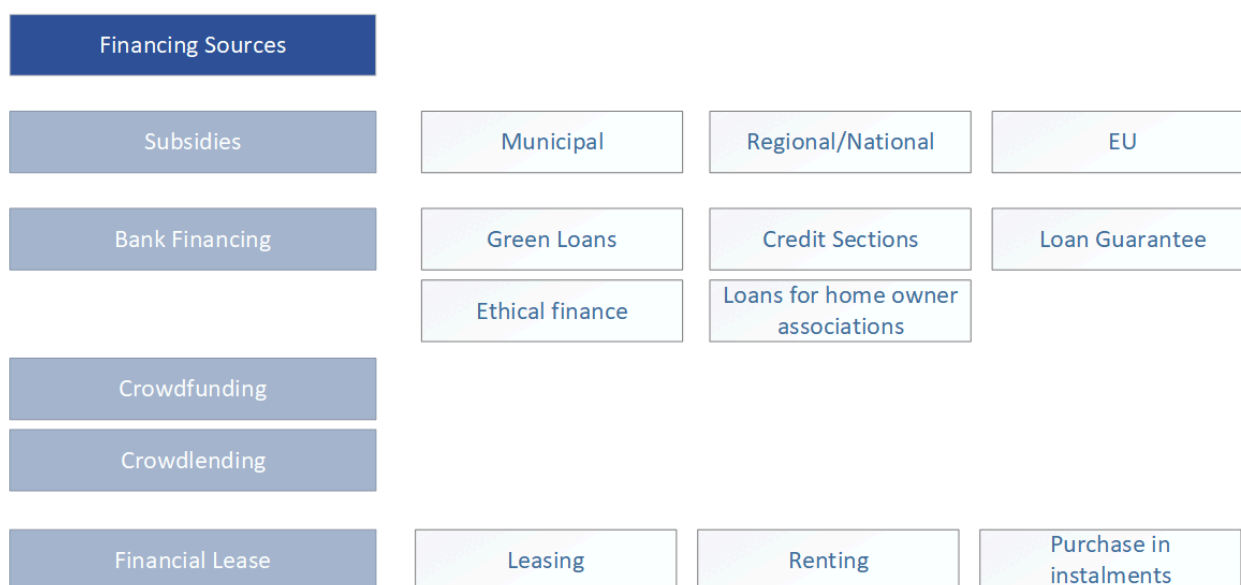 Financing Sources
Subsidies
Municipal
Regional/National
EU
Bank Financing
Green Loans
Credit Sections
Loan Guarantee
Ethical finance
Loans for home owner
associations
Crowdfunding
Crowdlending
Financial Lease
Leasing
Renting
Purchase in
instalments